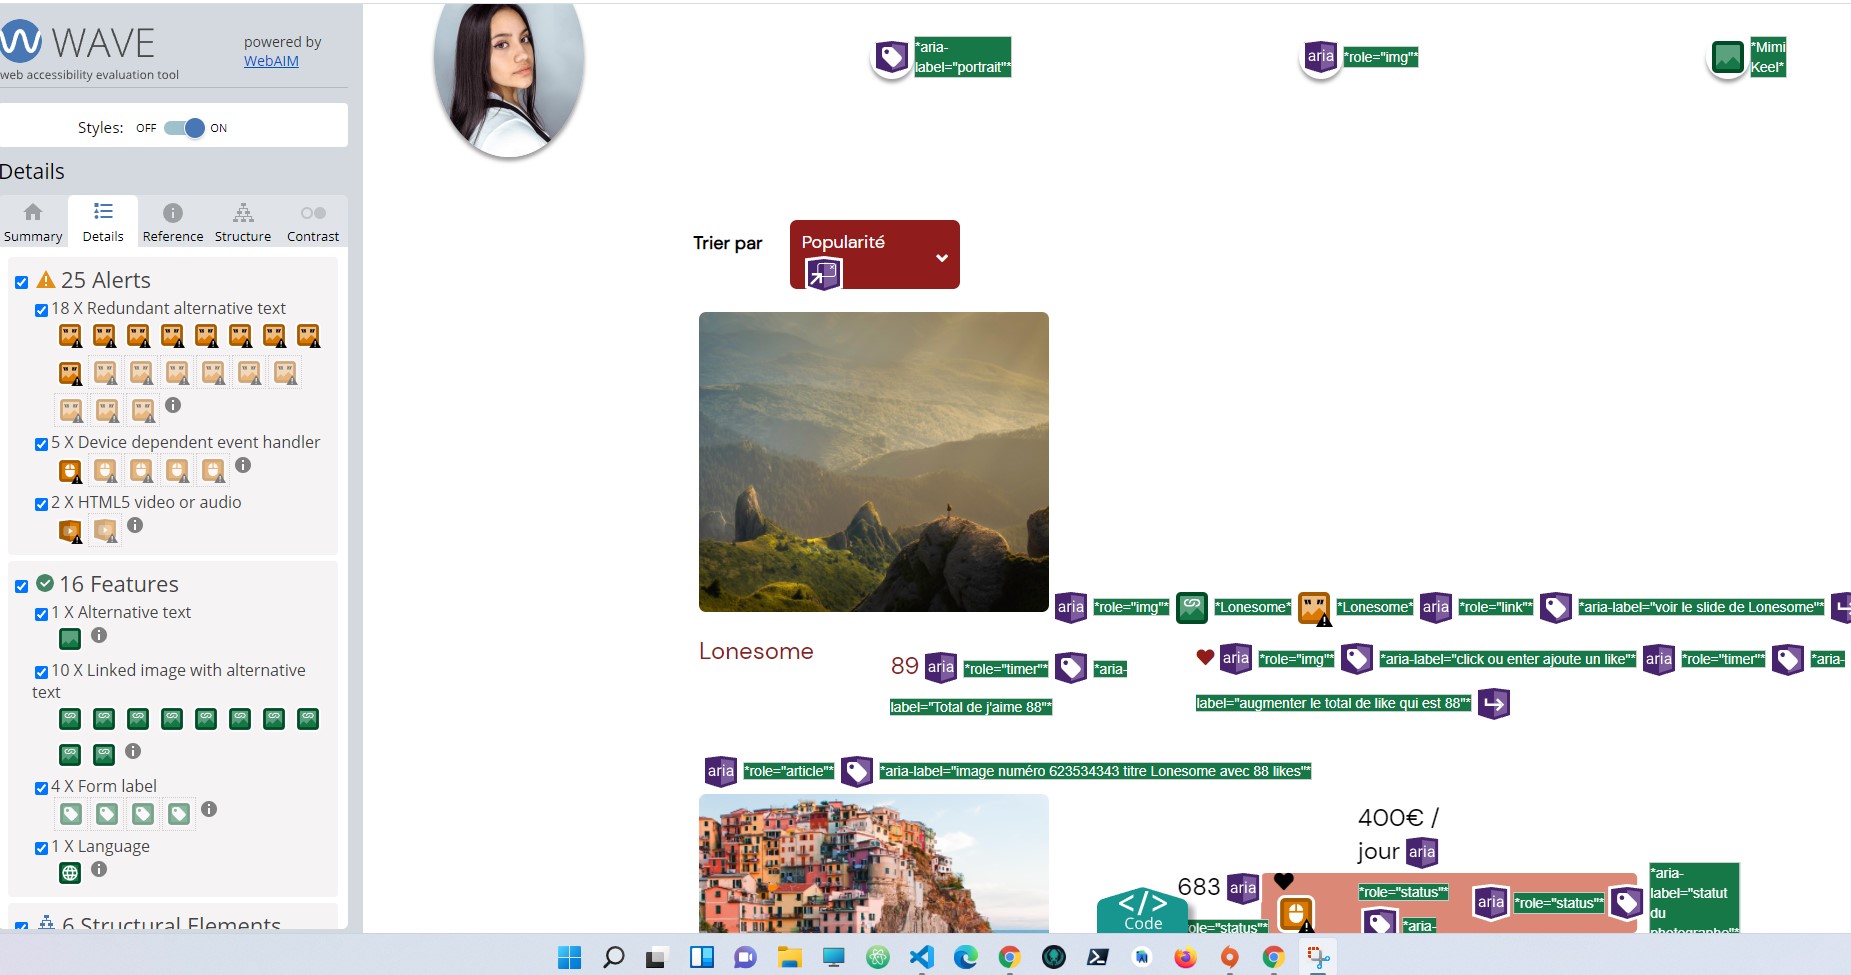 WAVE
web accessibility evaluation tool
powered by
WebAIM
Styles: OFF ON
Details
Summary Details Reference Structure Contrast
25 Alerts
18 X Redundant alternative text
5 X Device dependent event handler
2 X HTML5 video or audio
16 Features
1 X Alternative text
10 X Linked image with alternative
text
4 X Form label
1 X Language
6 Structural Elements
*aria-
label="portrait"*
aria *role="img"*
*Mimi
Keel*
Trier par
Popularité
aria *role="img"* *Lonesome* *Lonesome* aria *role="link"* *aria-label="voir le slide de Lonesome"*
Lonesome
89 aria *role="timer"* *aria-
label="Total de j'aime 88"*
aria *role="img"* *aria-label="click ou enter ajoute un like"* aria *role="timer"* *aria-
label="augmenter le total de like qui est 88"*
aria *role="article"* *aria-label="image numéro 623534343 titre Lonesome avec 88 likes"*
400€ /
jour aria
683 aria
ole="status"*
*role="status"*
*aria-
aria *role="status"*
*aria-
label="statut
du
photographe"*
</> 
Code